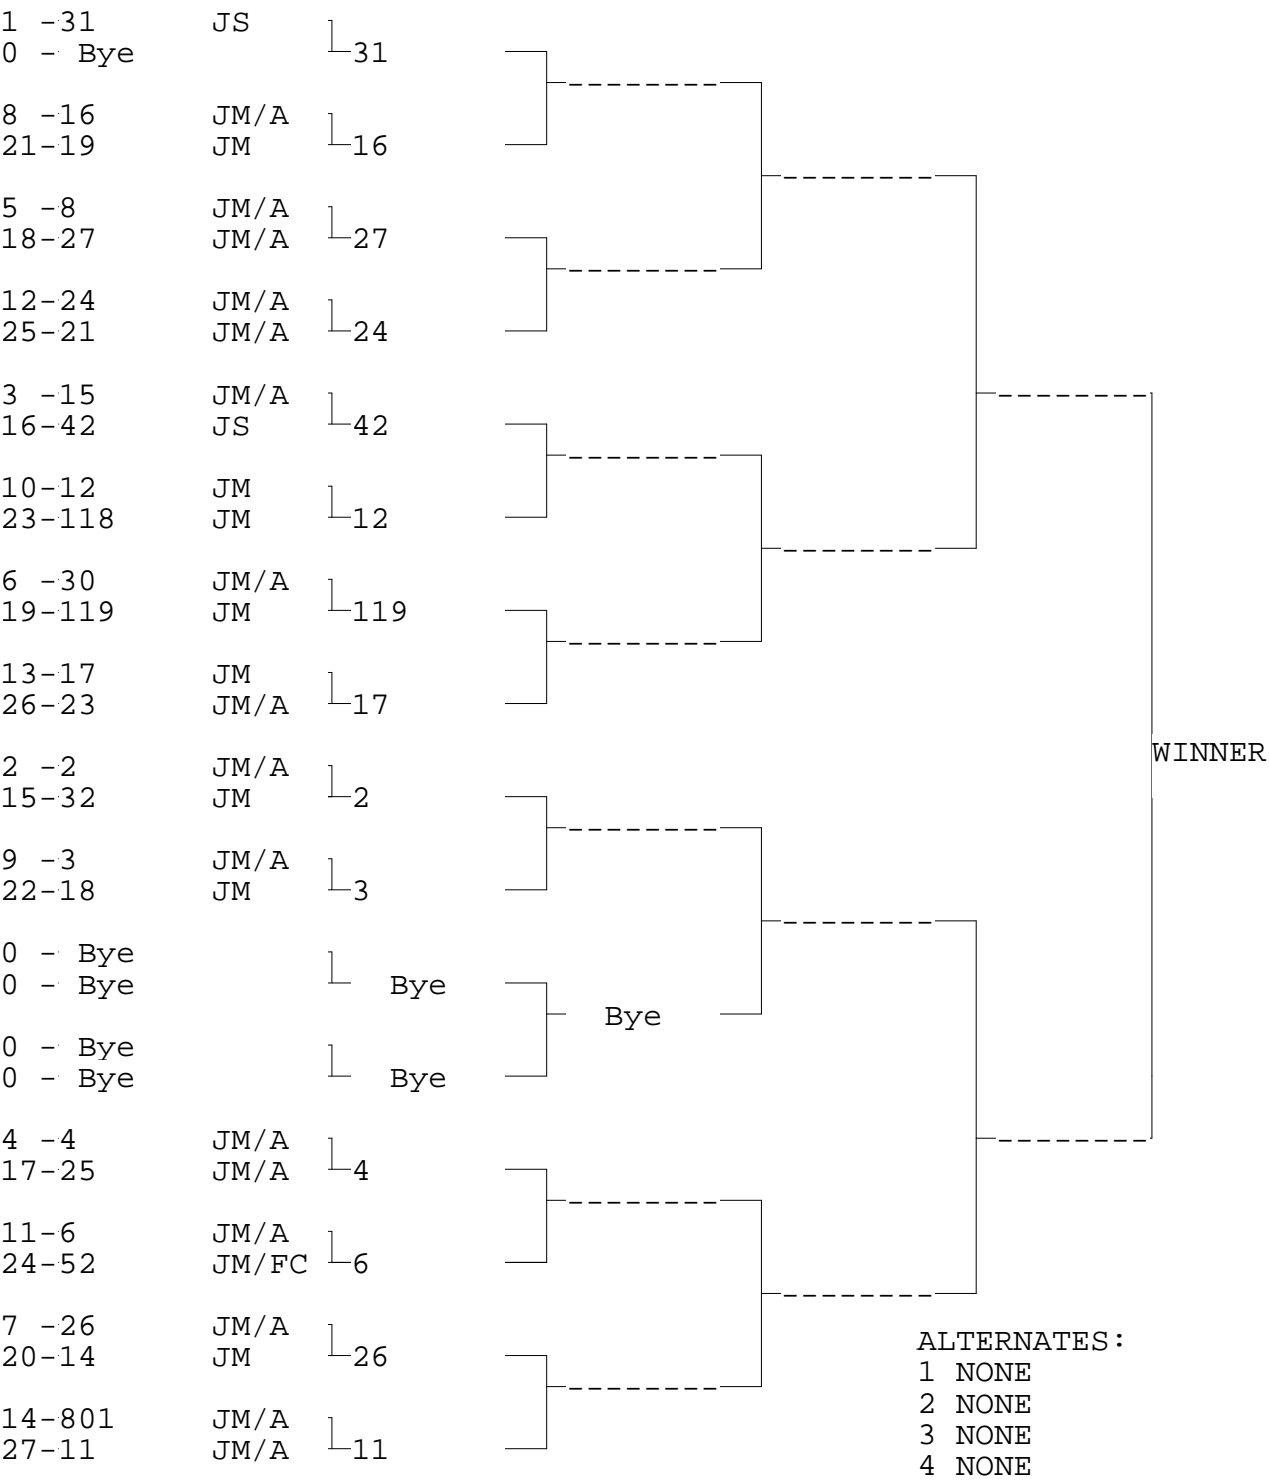 1 -31 JS
0 - Bye 31
8 -16 JM/A
21-19 JM 16
5 -8 JM/A
18-27 JM/A 27
12-24 JM/A
25-21 JM/A 24
3 -15 JM/A
16-42 JS 42
10-12 JM
23-118 JM 12
6 -30 JM/A
19-119 JM 119
13-17 JM
26-23 JM/A 17
WINNER
2 -2 JM/A
15-32 JM 2
9 -3 JM/A
22-18 JM 3
0 - Bye
0 - Bye Bye
Bye
0 - Bye
0 - Bye Bye
4 -4 JM/A
17-25 JM/A 4
11-6 JM/A
24-52 JM/FC 6
7 -26 JM/A
20-14 JM 26
14-801 JM/A
27-11 JM/A 11
ALTERNATES:
1 NONE
2 NONE
3 NONE
4 NONE